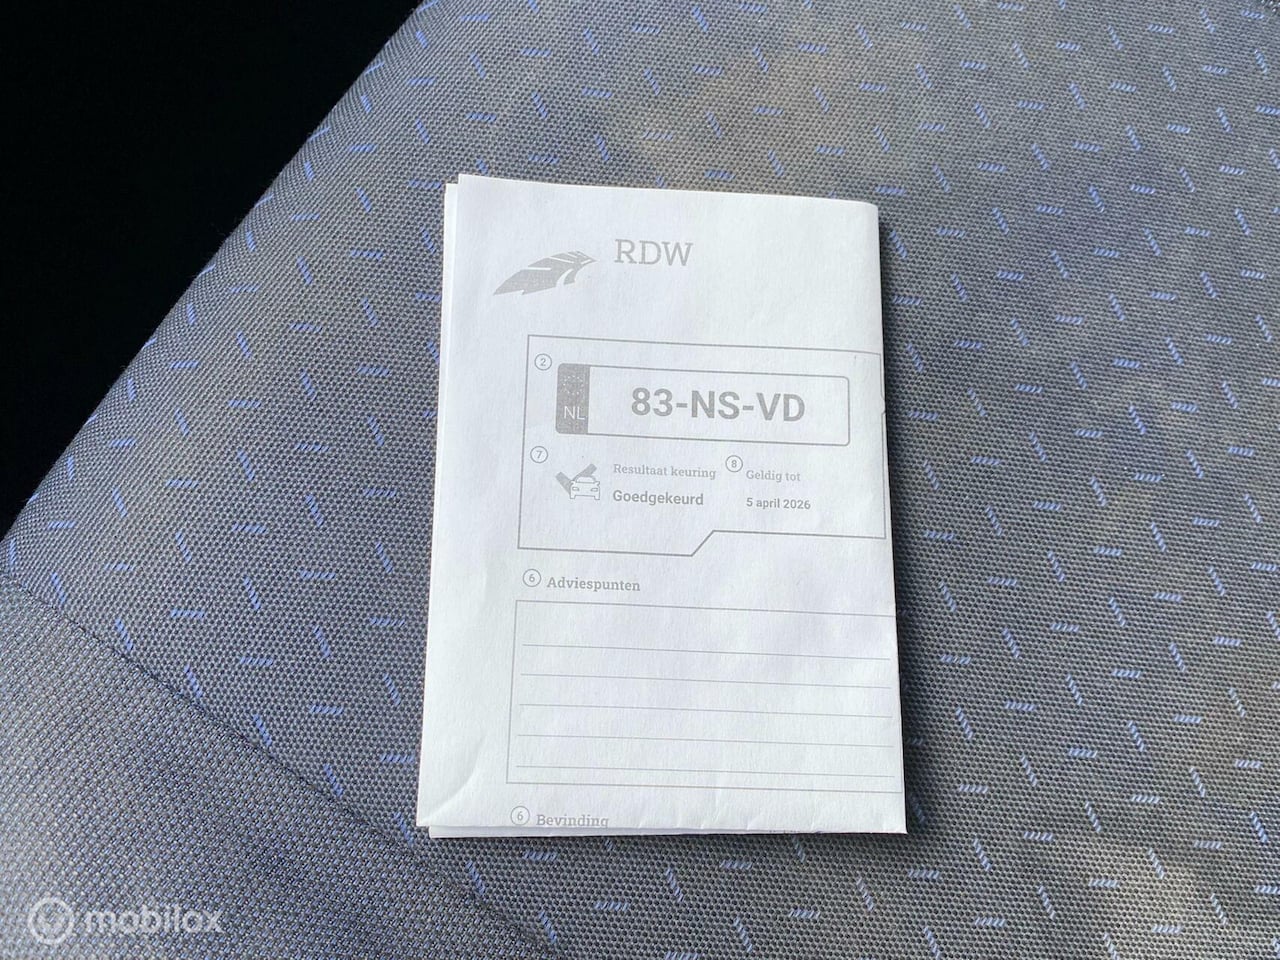 RDW
2
NL 83-NS-VD
7 Resultaat keuring 8 Geldig tot
Goedgekeurd 5 april 2026
6 Adviespunten
6 Bevinding
mobilox